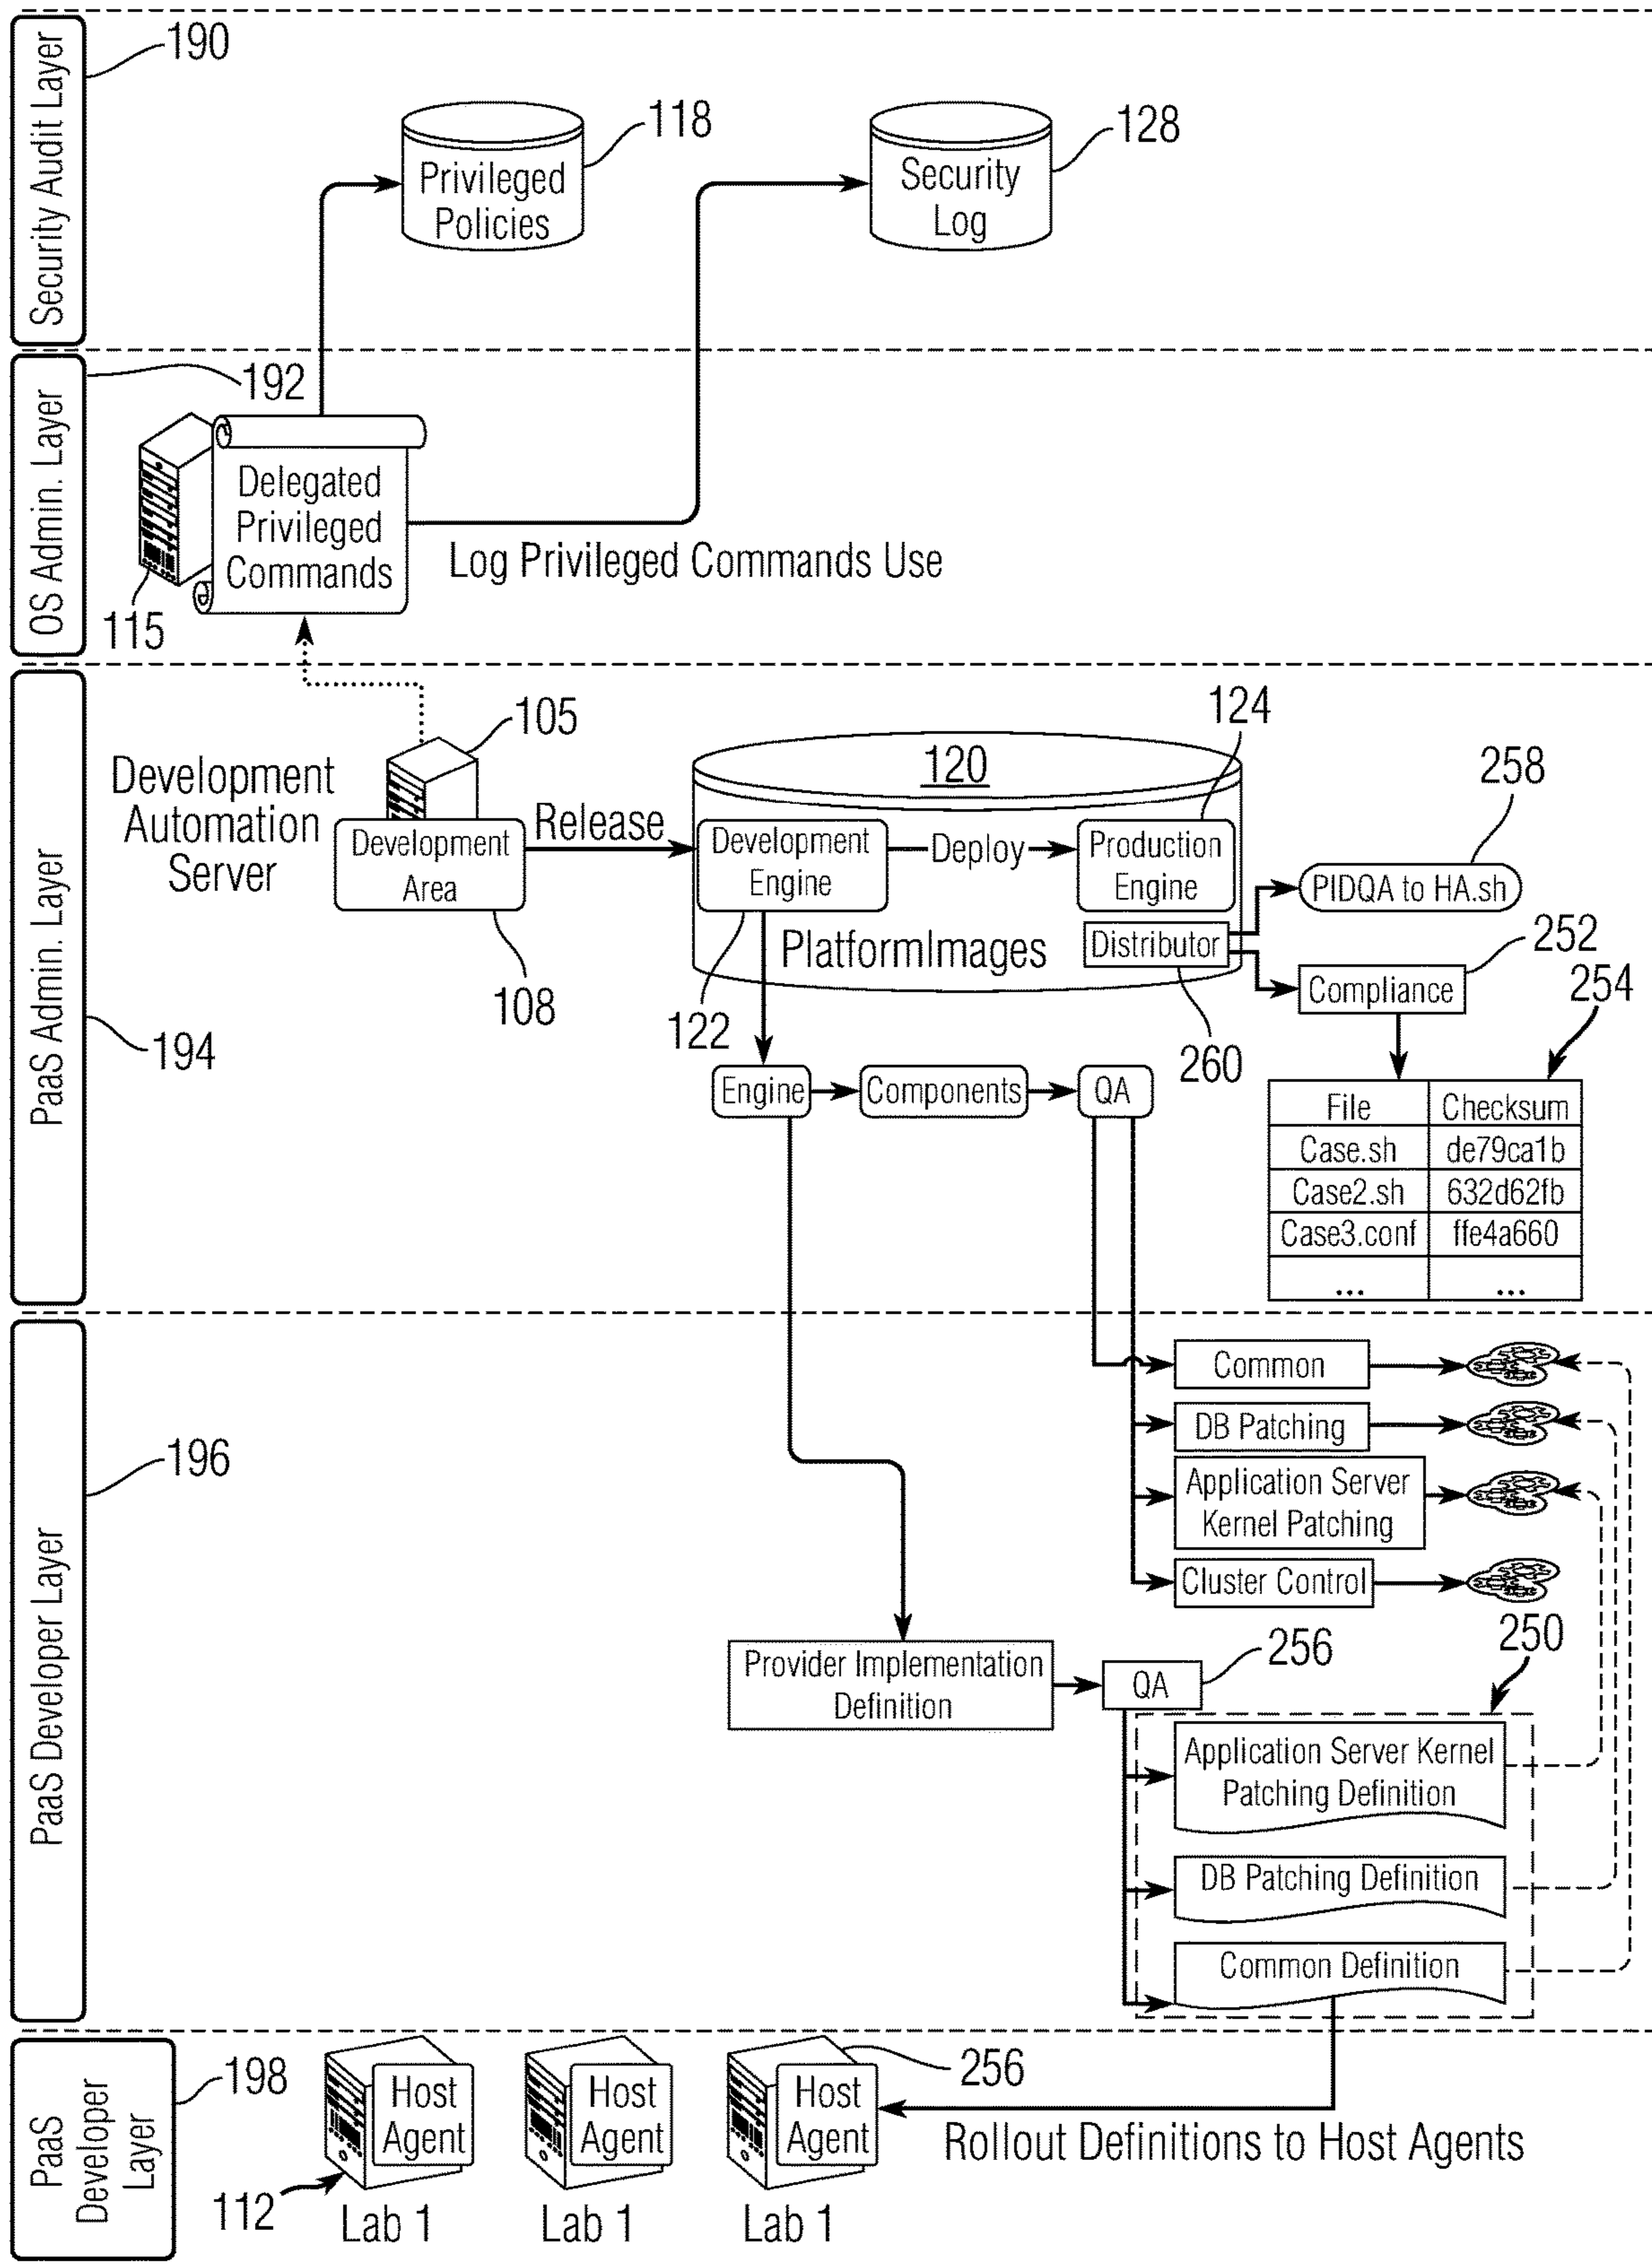 Security Audit Layer
190
Privileged
Policies
118
Security
Log
128
OS Admin. Layer
192
Delegated
Privileged
Commands
115
Log Privileged Commands Use
PaaS Admin. Layer
194
Development
Automation
Server
105
Development
Area
108
Release
120
Development
Engine
122
Deploy
Production
Engine
124
PlatformImages
Distributor
260
PIDQA to HA.sh
258
Compliance
252
254
Engine
Components
QA
File Checksum
Case.sh de79ca1b
Case2.sh 632d62fb
Case3.conf ffe4a660
... ...
PaaS Developer Layer
196
Common
DB Patching
Application Server
Kernel Patching
Cluster Control
Provider Implementation
Definition
QA
256
250
Application Server Kernel
Patching Definition
DB Patching Definition
Common Definition
PaaS
Developer
Layer
198
Host
Agent
112
Lab 1
Host
Agent
Lab 1
Host
Agent
256
Lab 1
Rollout Definitions to Host Agents